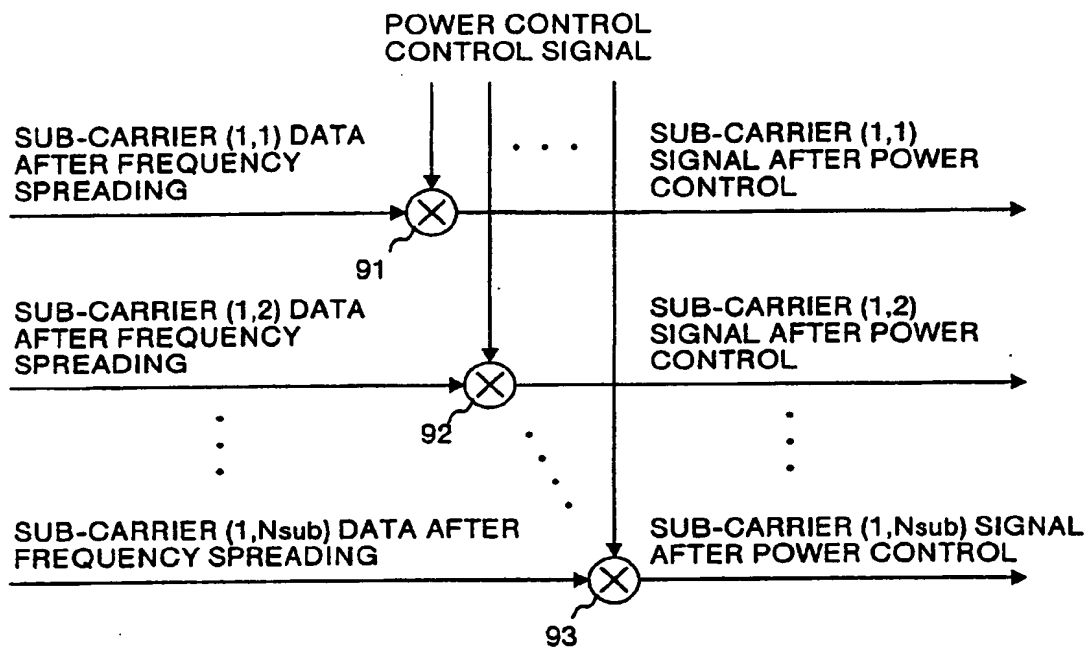 POWER CONTROL
CONTROL SIGNAL
SUB-CARRIER (1,1) DATA
AFTER FREQUENCY
SPREADING
SUB-CARRIER (1,1)
SIGNAL AFTER POWER
CONTROL
91
SUB-CARRIER (1,2) DATA
AFTER FREQUENCY
SPREADING
SUB-CARRIER (1,2)
SIGNAL AFTER POWER
CONTROL
92
SUB-CARRIER (1,Nsub) DATA AFTER
FREQUENCY SPREADING
SUB-CARRIER (1,Nsub) SIGNAL
AFTER POWER CONTROL
93